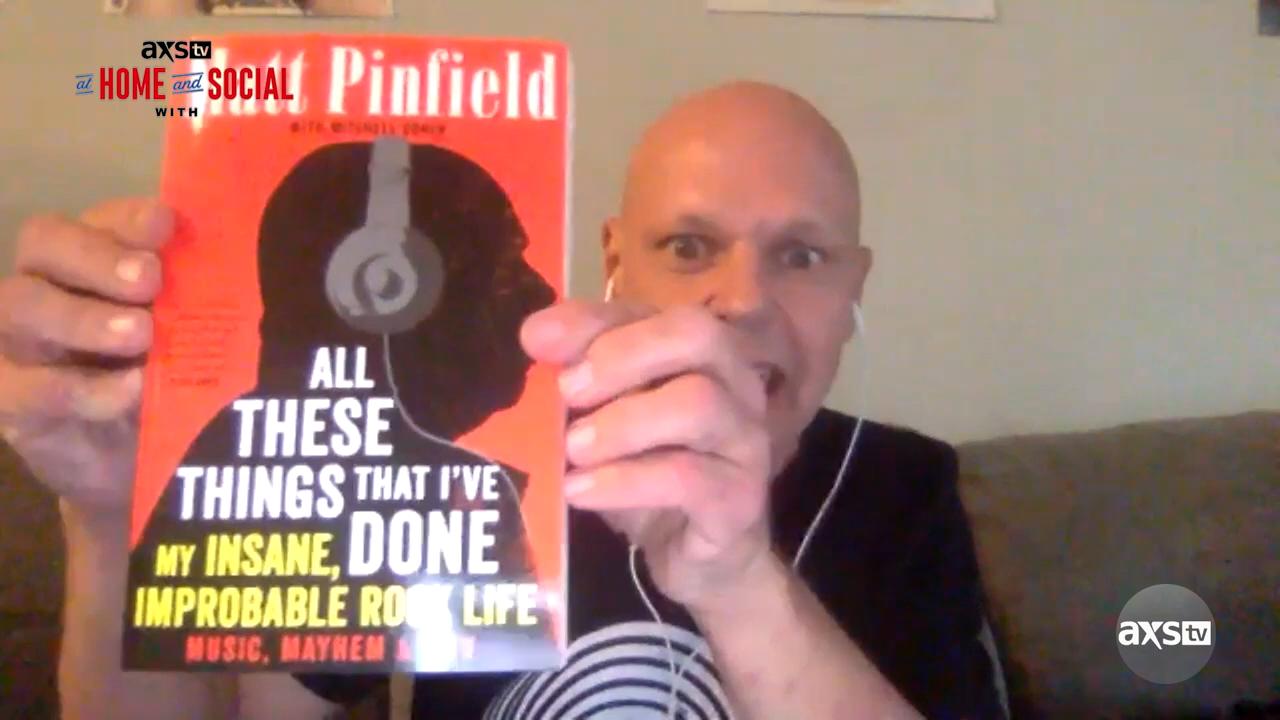 axs tv
at HOME and SOCIAL
WITH
Matt Pinfield
ALL
THESE
THINGS THAT I'VE
DONE
MY INSANE,
IMPROBABLE ROCK LIFE
MUSIC, MAYHEM
axs tv